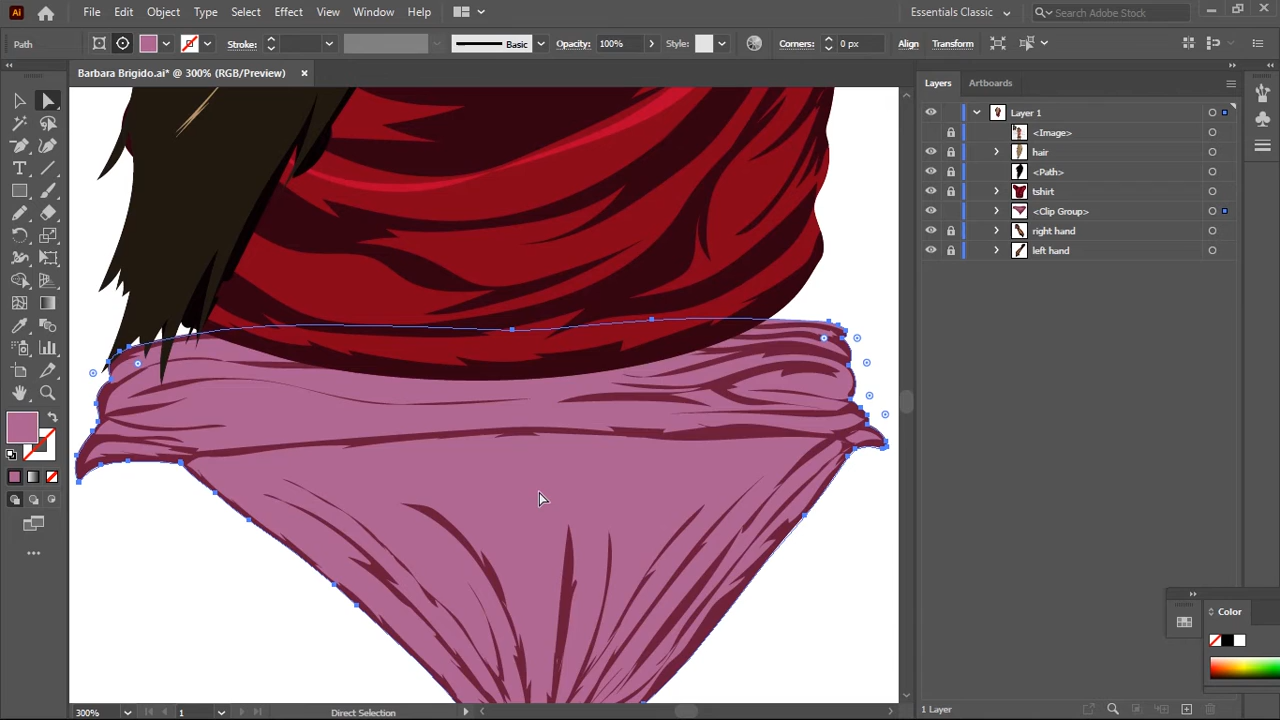 Ai File Edit Object Type Select Effect View Window Help Essentials Classic Search Adobe Stock
Path Stroke: Basic Opacity: 100% Style: Corners: 0 px Align Transform
Barbara Brigido.ai* @ 300% (RGB/Preview) ×
Layers Artboards
Layer 1
<Image>
hair
<Path>
tshirt
<Clip Group>
right hand
left hand
Color
300% 1 Direct Selection 1 Layer